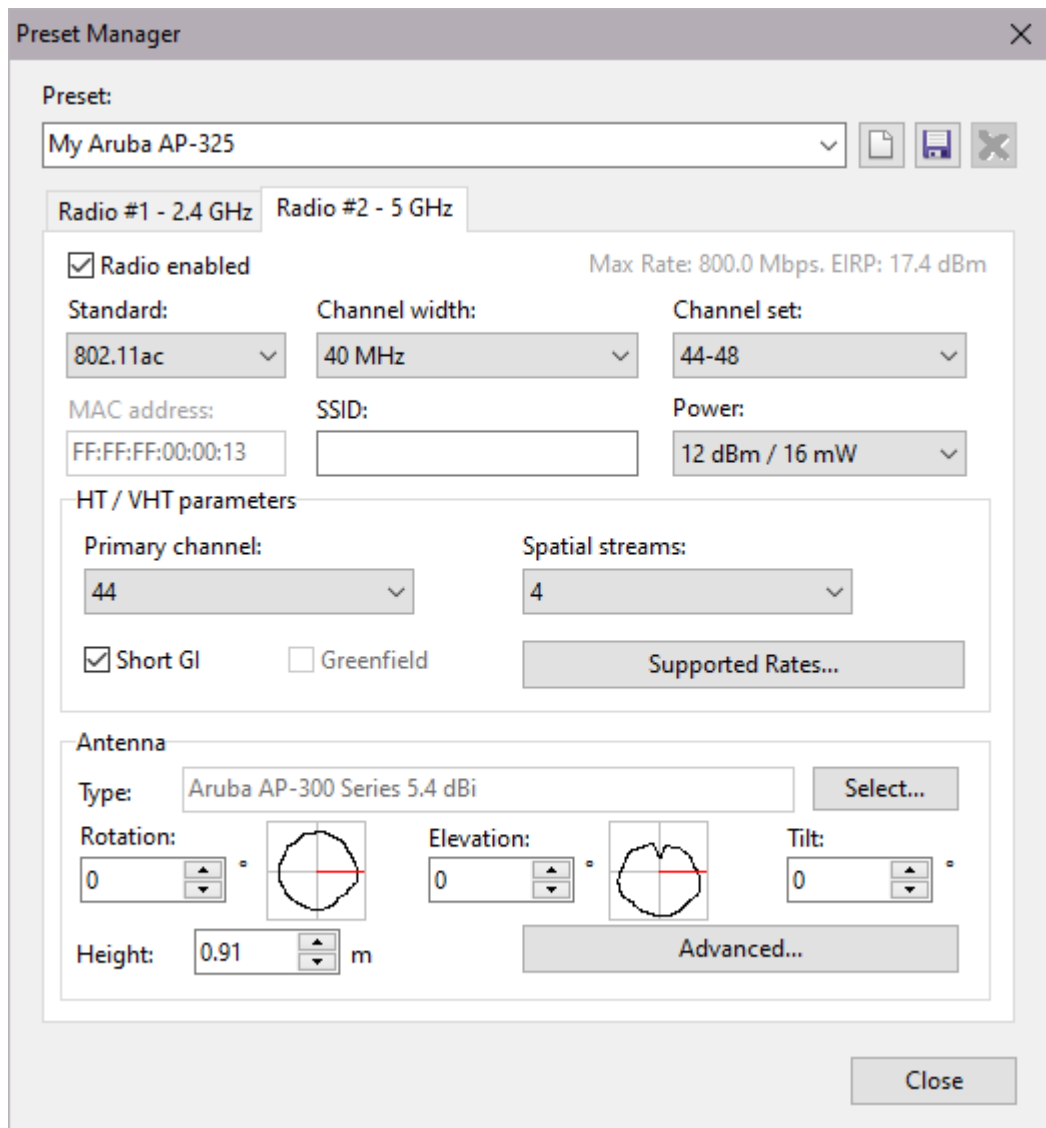 Preset Manager
Preset:
My Aruba AP-325
Radio #1 - 2.4 GHz Radio #2 - 5 GHz
Radio enabled Max Rate: 800.0 Mbps. EIRP: 17.4 dBm
Standard: Channel width: Channel set:
802.11ac 40 MHz 44-48
MAC address: SSID: Power:
FF:FF:FF:00:00:13 12 dBm / 16 mW
HT / VHT parameters
Primary channel: Spatial streams:
44 4
Short GI Greenfield Supported Rates...
Antenna
Type: Aruba AP-300 Series 5.4 dBi Select...
Rotation: Elevation: Tilt:
0 ° 0 ° 0 °
Height: 0.91 m Advanced...
Close